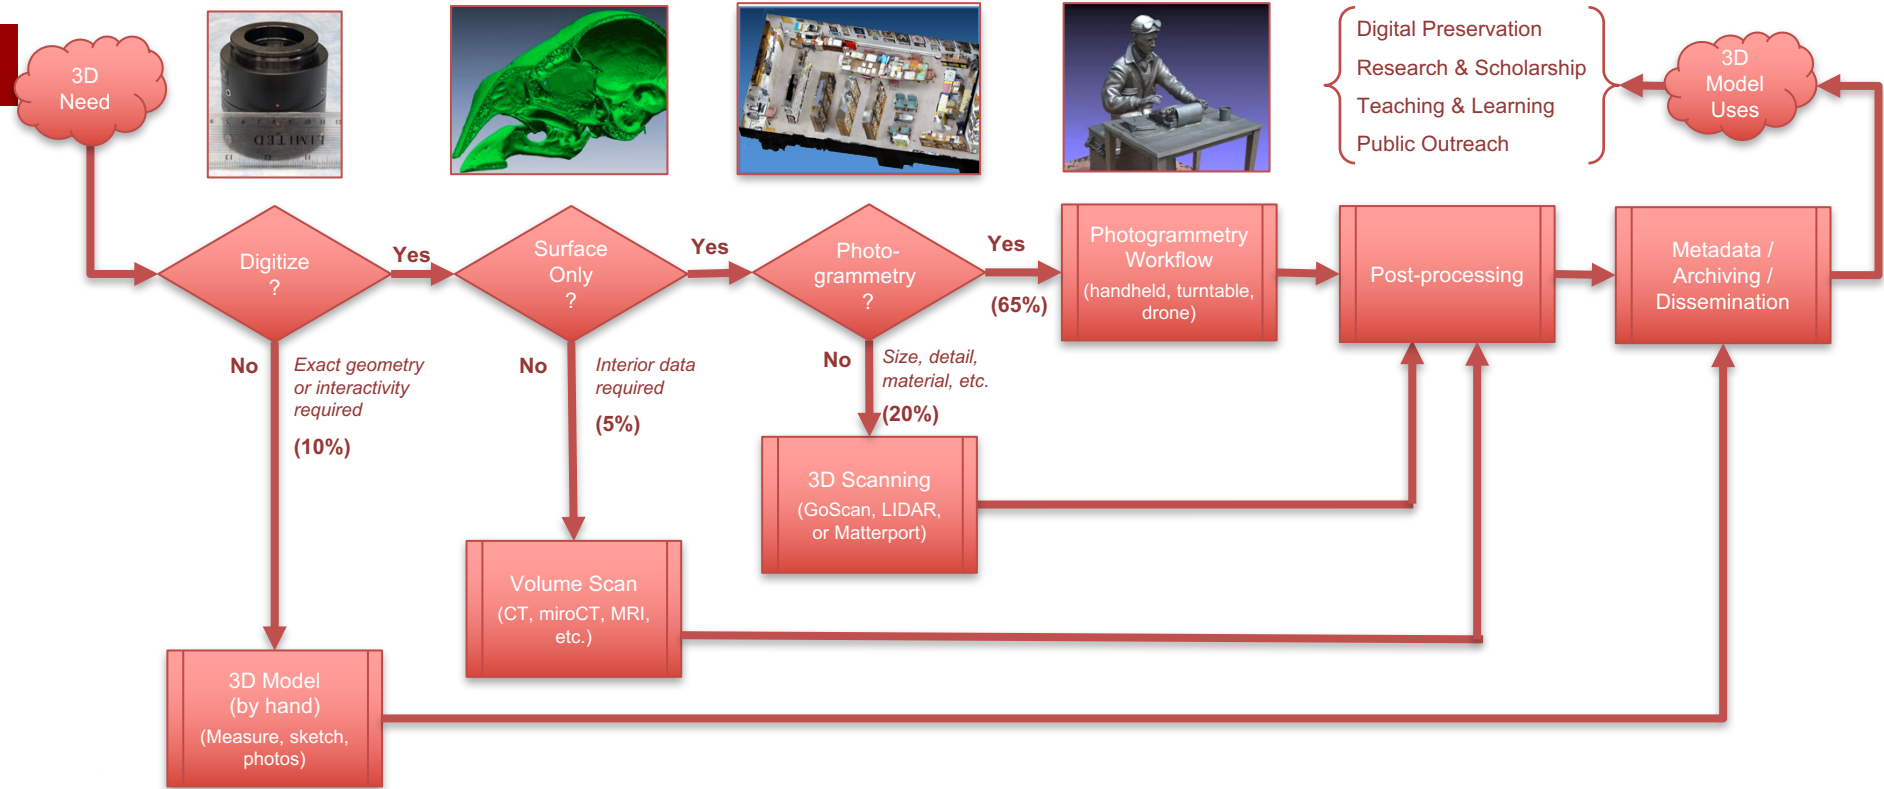 3D
Need
LIMITED
Digital Preservation
Research & Scholarship
Teaching & Learning
Public Outreach
3D
Model
Uses
Digitize
?
Yes
Surface
Only
?
Yes
Photo-
grammetry
?
Yes
(65%)
Photogrammetry
Workflow
(handheld, turntable,
drone)
Post-processing
Metadata /
Archiving /
Dissemination
No
Exact geometry
or interactivity
required
(10%)
No
Interior data
required
(5%)
No
Size, detail,
material, etc.
(20%)
3D Scanning
(GoScan, LIDAR,
or Matterport)
Volume Scan
(CT, miroCT, MRI,
etc.)
3D Model
(by hand)
(Measure, sketch,
photos)